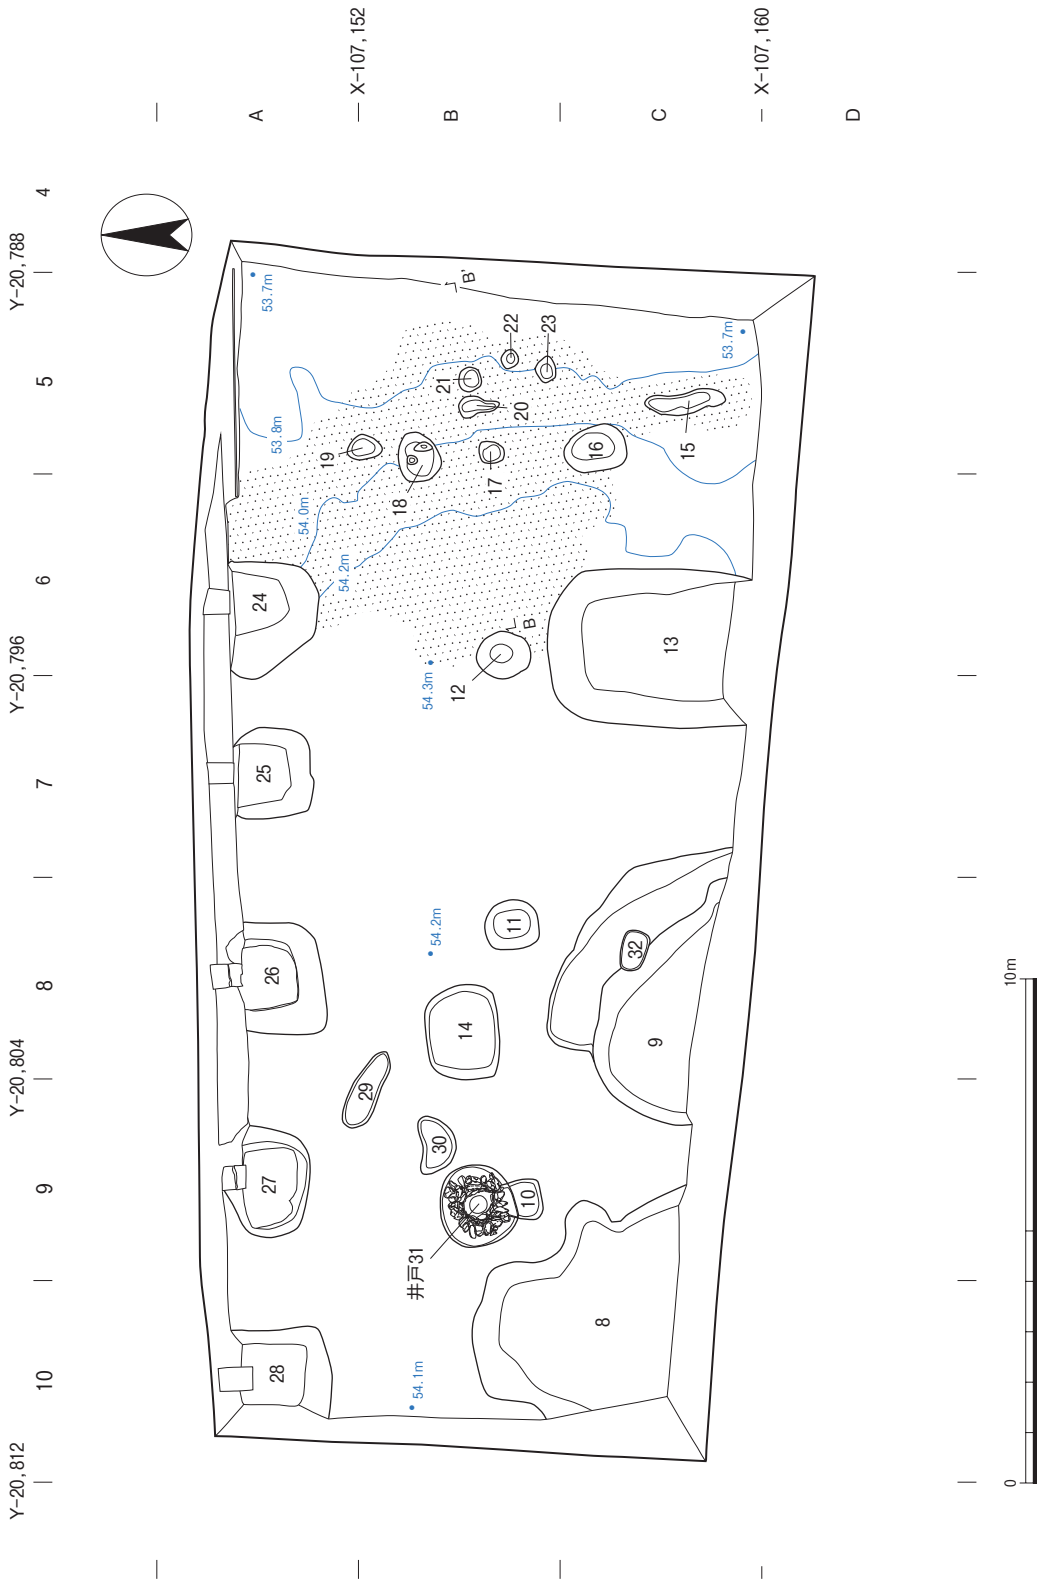 Y-20,812
Y-20,804
Y-20,796
Y-20,788
10
9
8
7
6
5
4
X-107,152
X-107,160
A
B
C
D
28
27
26
25
24
53.7m
53.8m
54.0m
54.2m
19
18
21
22
23
20
17
16
15
53.7m
B'
B
12
54.3m
13
54.2m
11
14
32
9
29
30
10
井戸31
8
54.1m
0
10m